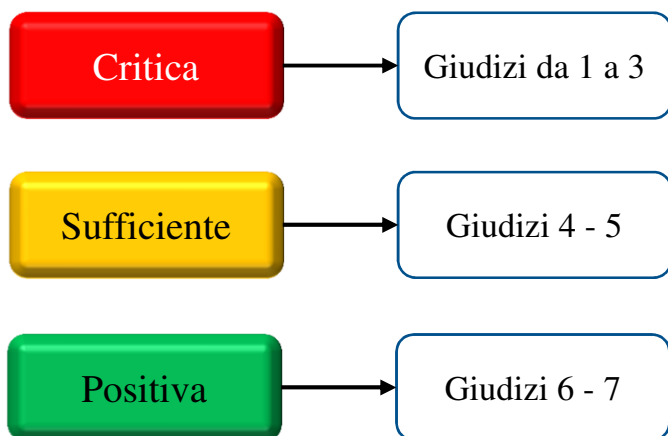 Critica
Giudizi da 1 a 3
Sufficiente
Giudizi 4 - 5
Positiva
Giudizi 6 - 7